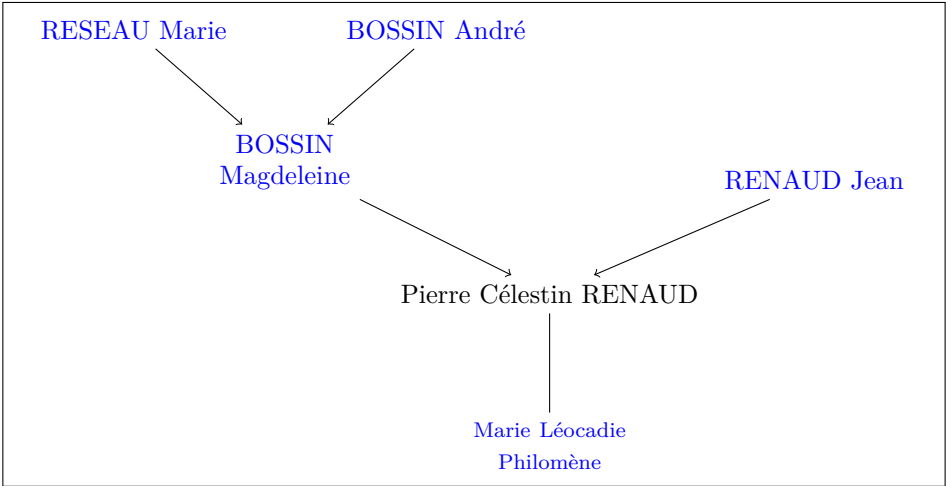 RESEAU Marie
BOSSIN André
BOSSIN
Magdeleine
RENAUD Jean
Pierre Célestin RENAUD
Marie Léocadie
Philomène